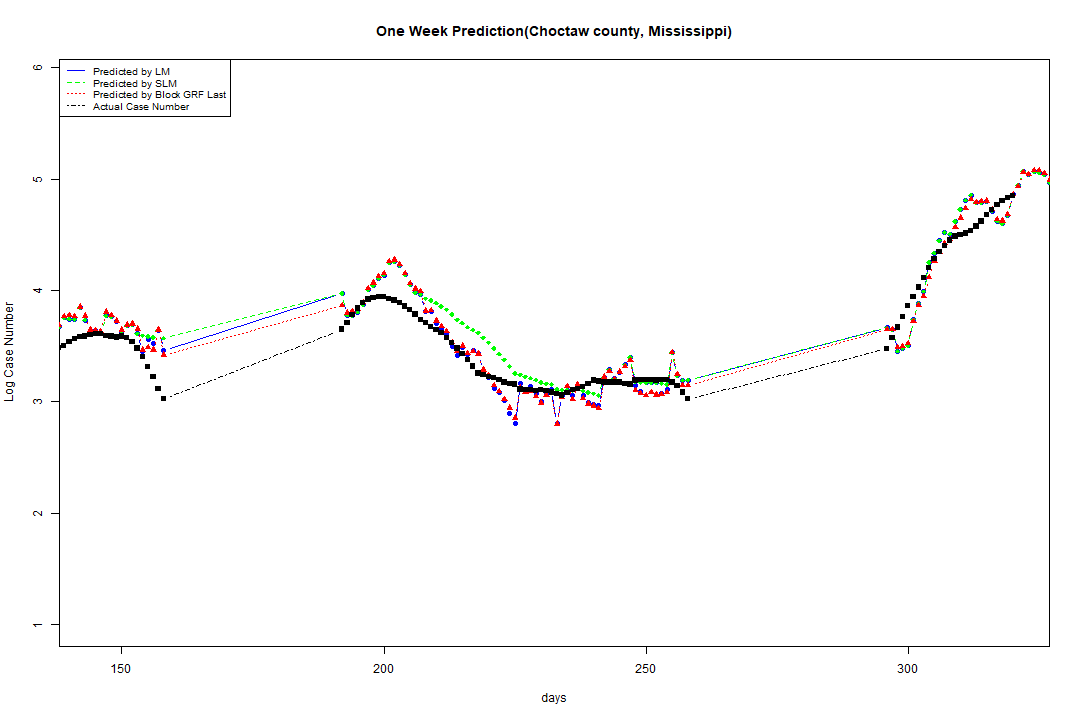 One Week Prediction(Choctaw county, Mississippi)
Predicted by LM
Predicted by SLM
Predicted by Block GRF Last
Actual Case Number
Log Case Number
6
5
4
3
2
1
150 200 250 300
days